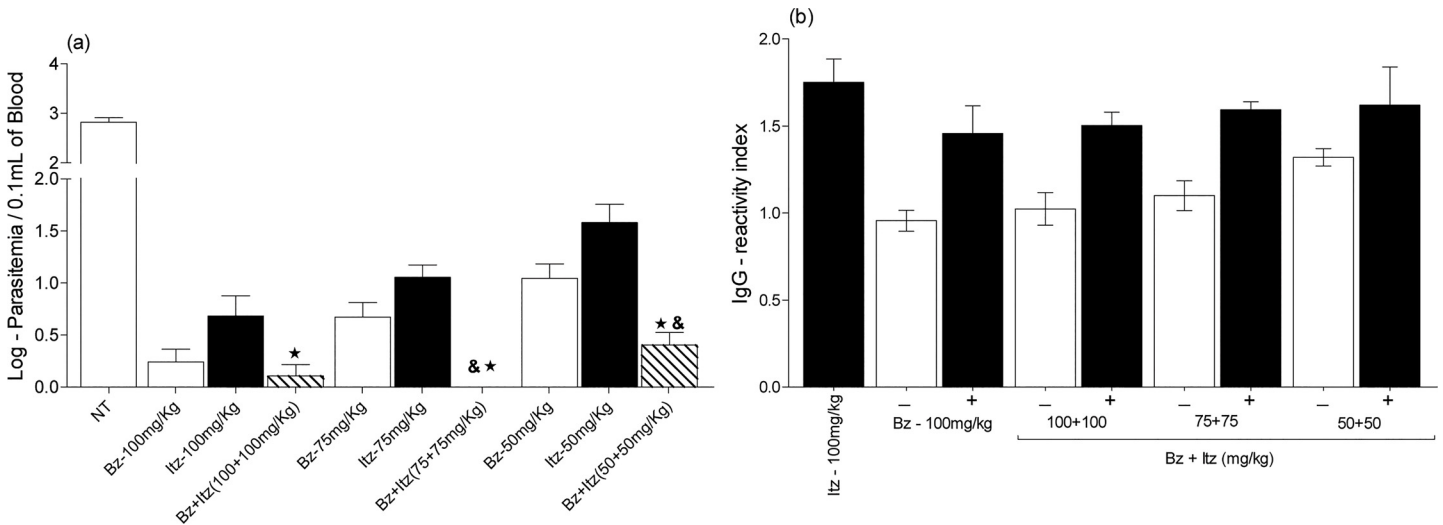 (a)
Log - Parasitemia / 0.1mL of Blood
4
3
2
2.0
1.5
1.0
0.5
0.0
★
& ★
★ &
NT
Bz-100mg/Kg
Itz-100mg/Kg
Bz+Itz(100+100mg/Kg)
Bz-75mg/Kg
Itz-75mg/Kg
Bz+Itz(75+75mg/Kg)
Bz-50mg/Kg
Itz-50mg/Kg
Bz+Itz(50+50mg/Kg)
(b)
IgG - reactivity index
2.0
1.5
1.0
0.5
0.0
Itz - 100mg/kg
– + – + – + – +
Bz - 100mg/kg 100+100 75+75 50+50
Bz + Itz (mg/kg)